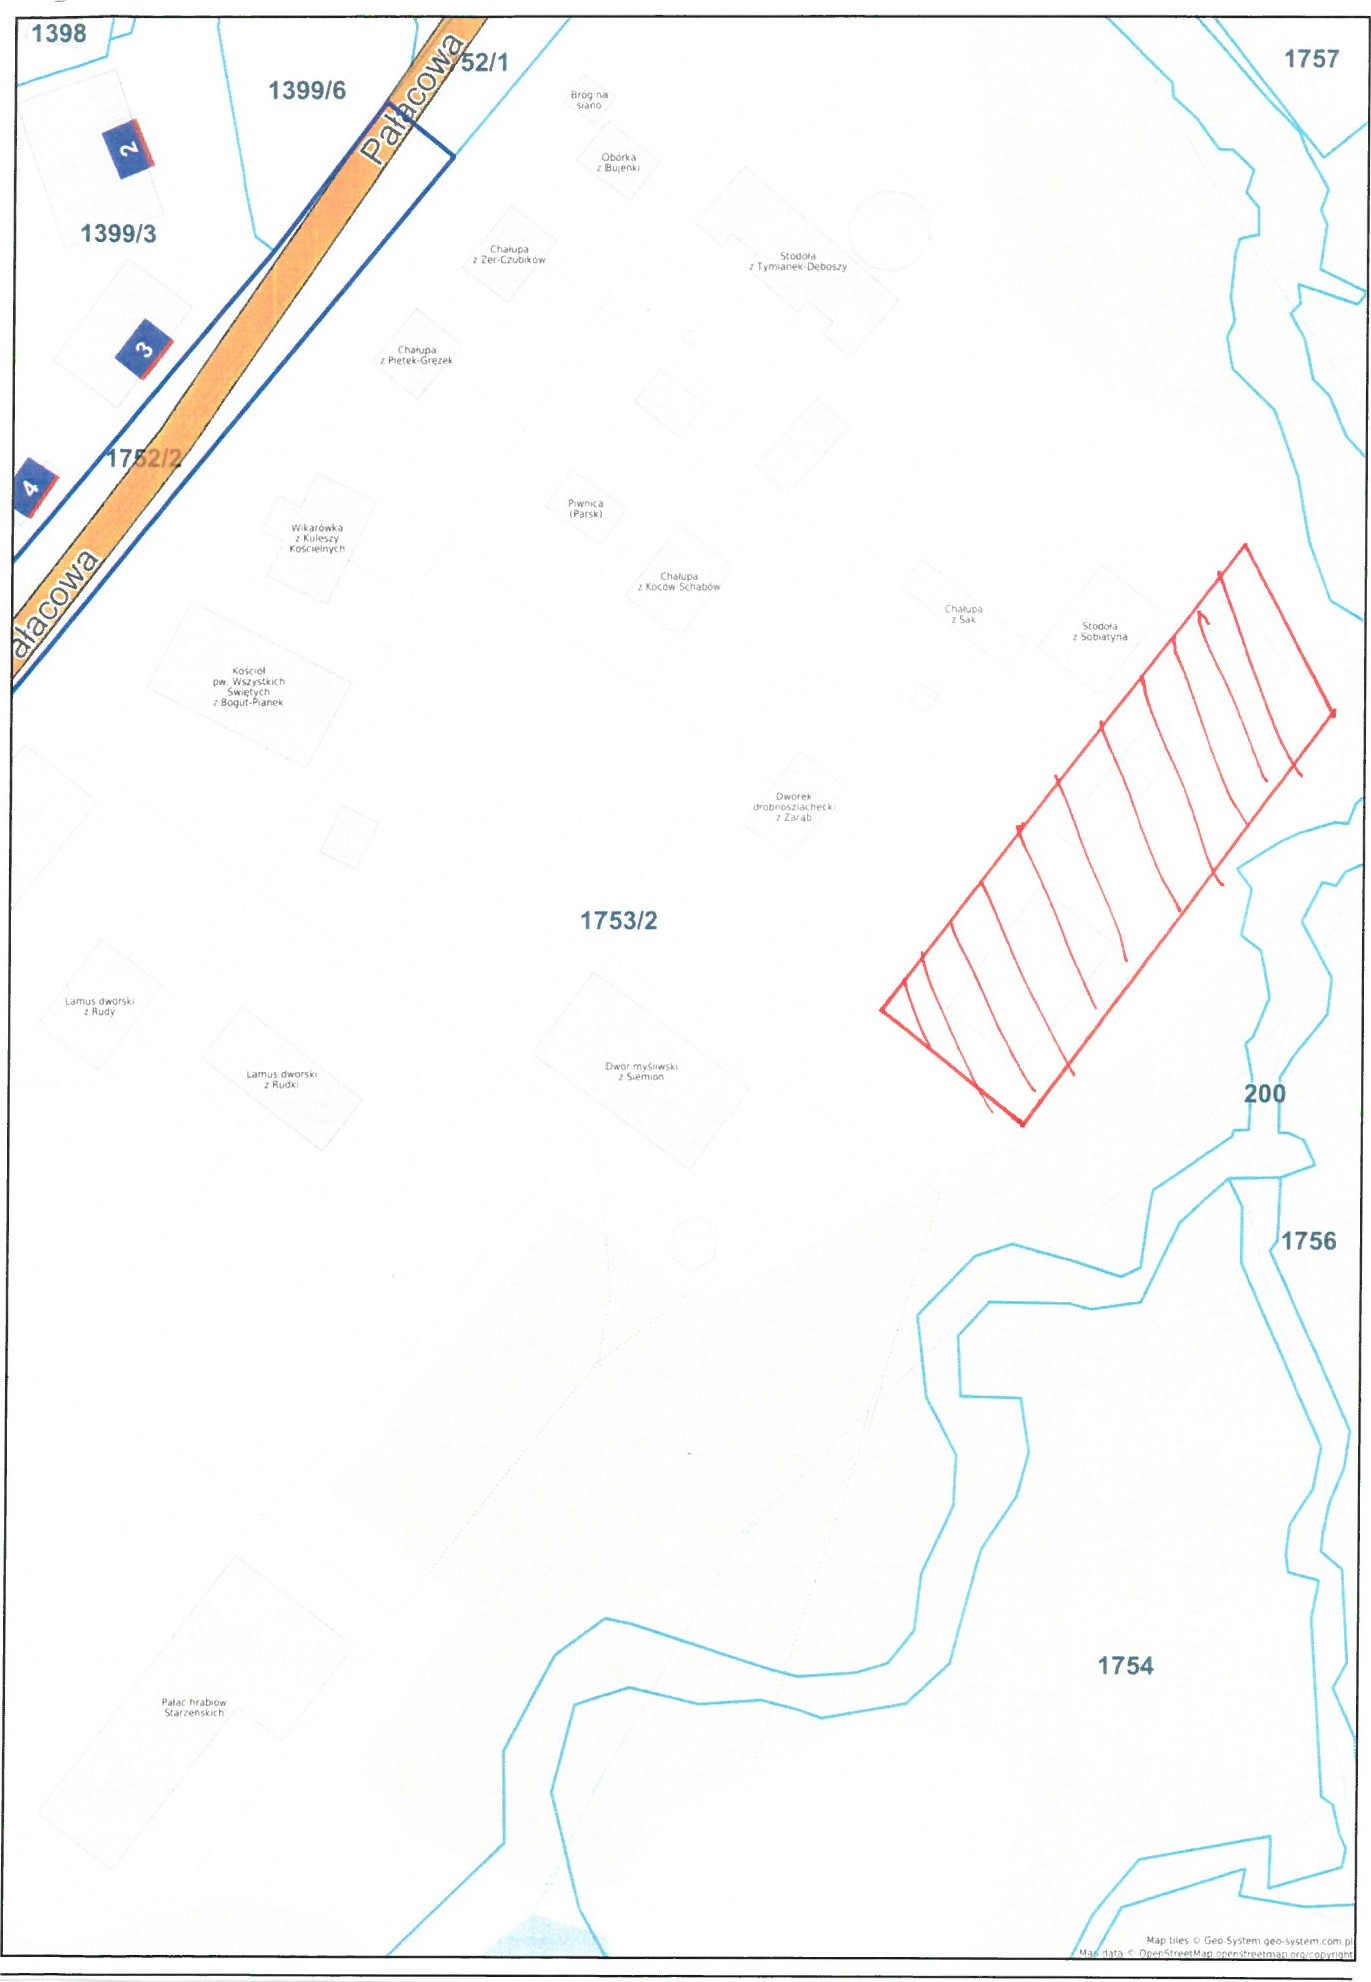 1398
52/1
1757
1399/6
Pałacowa
Bróg na
siano
2
Obórka
z Bujenki
1399/3
Chałupa
z Zer-Czubików
Stodoła
z Tymianek-Dęboszy
3
Chałupa
z Pietek-Gręzek
1752/2
4
Piwnica
(Parsk)
Wikarówka
z Kuleszy
Kościelnych
ałacowa
Chałupa
z Koców-Schabów
Chałupa
z Sak
Stodoła
z Sobiatyna
Kościół
pw. Wszystkich
Świętych
z Bogut-Pianek
Dworek
drobnoszlachecki
z Zarąb
1753/2
Lamus dworski
z Rudy
Lamus dworski
z Rudki
Dwór myśliwski
z Siemion
200
1756
1754
Pałac hrabiów
Starzeńskich
Map tiles © Geo-System geo-system.com.pl
Map data © OpenStreetMap openstreetmap.org/copyright